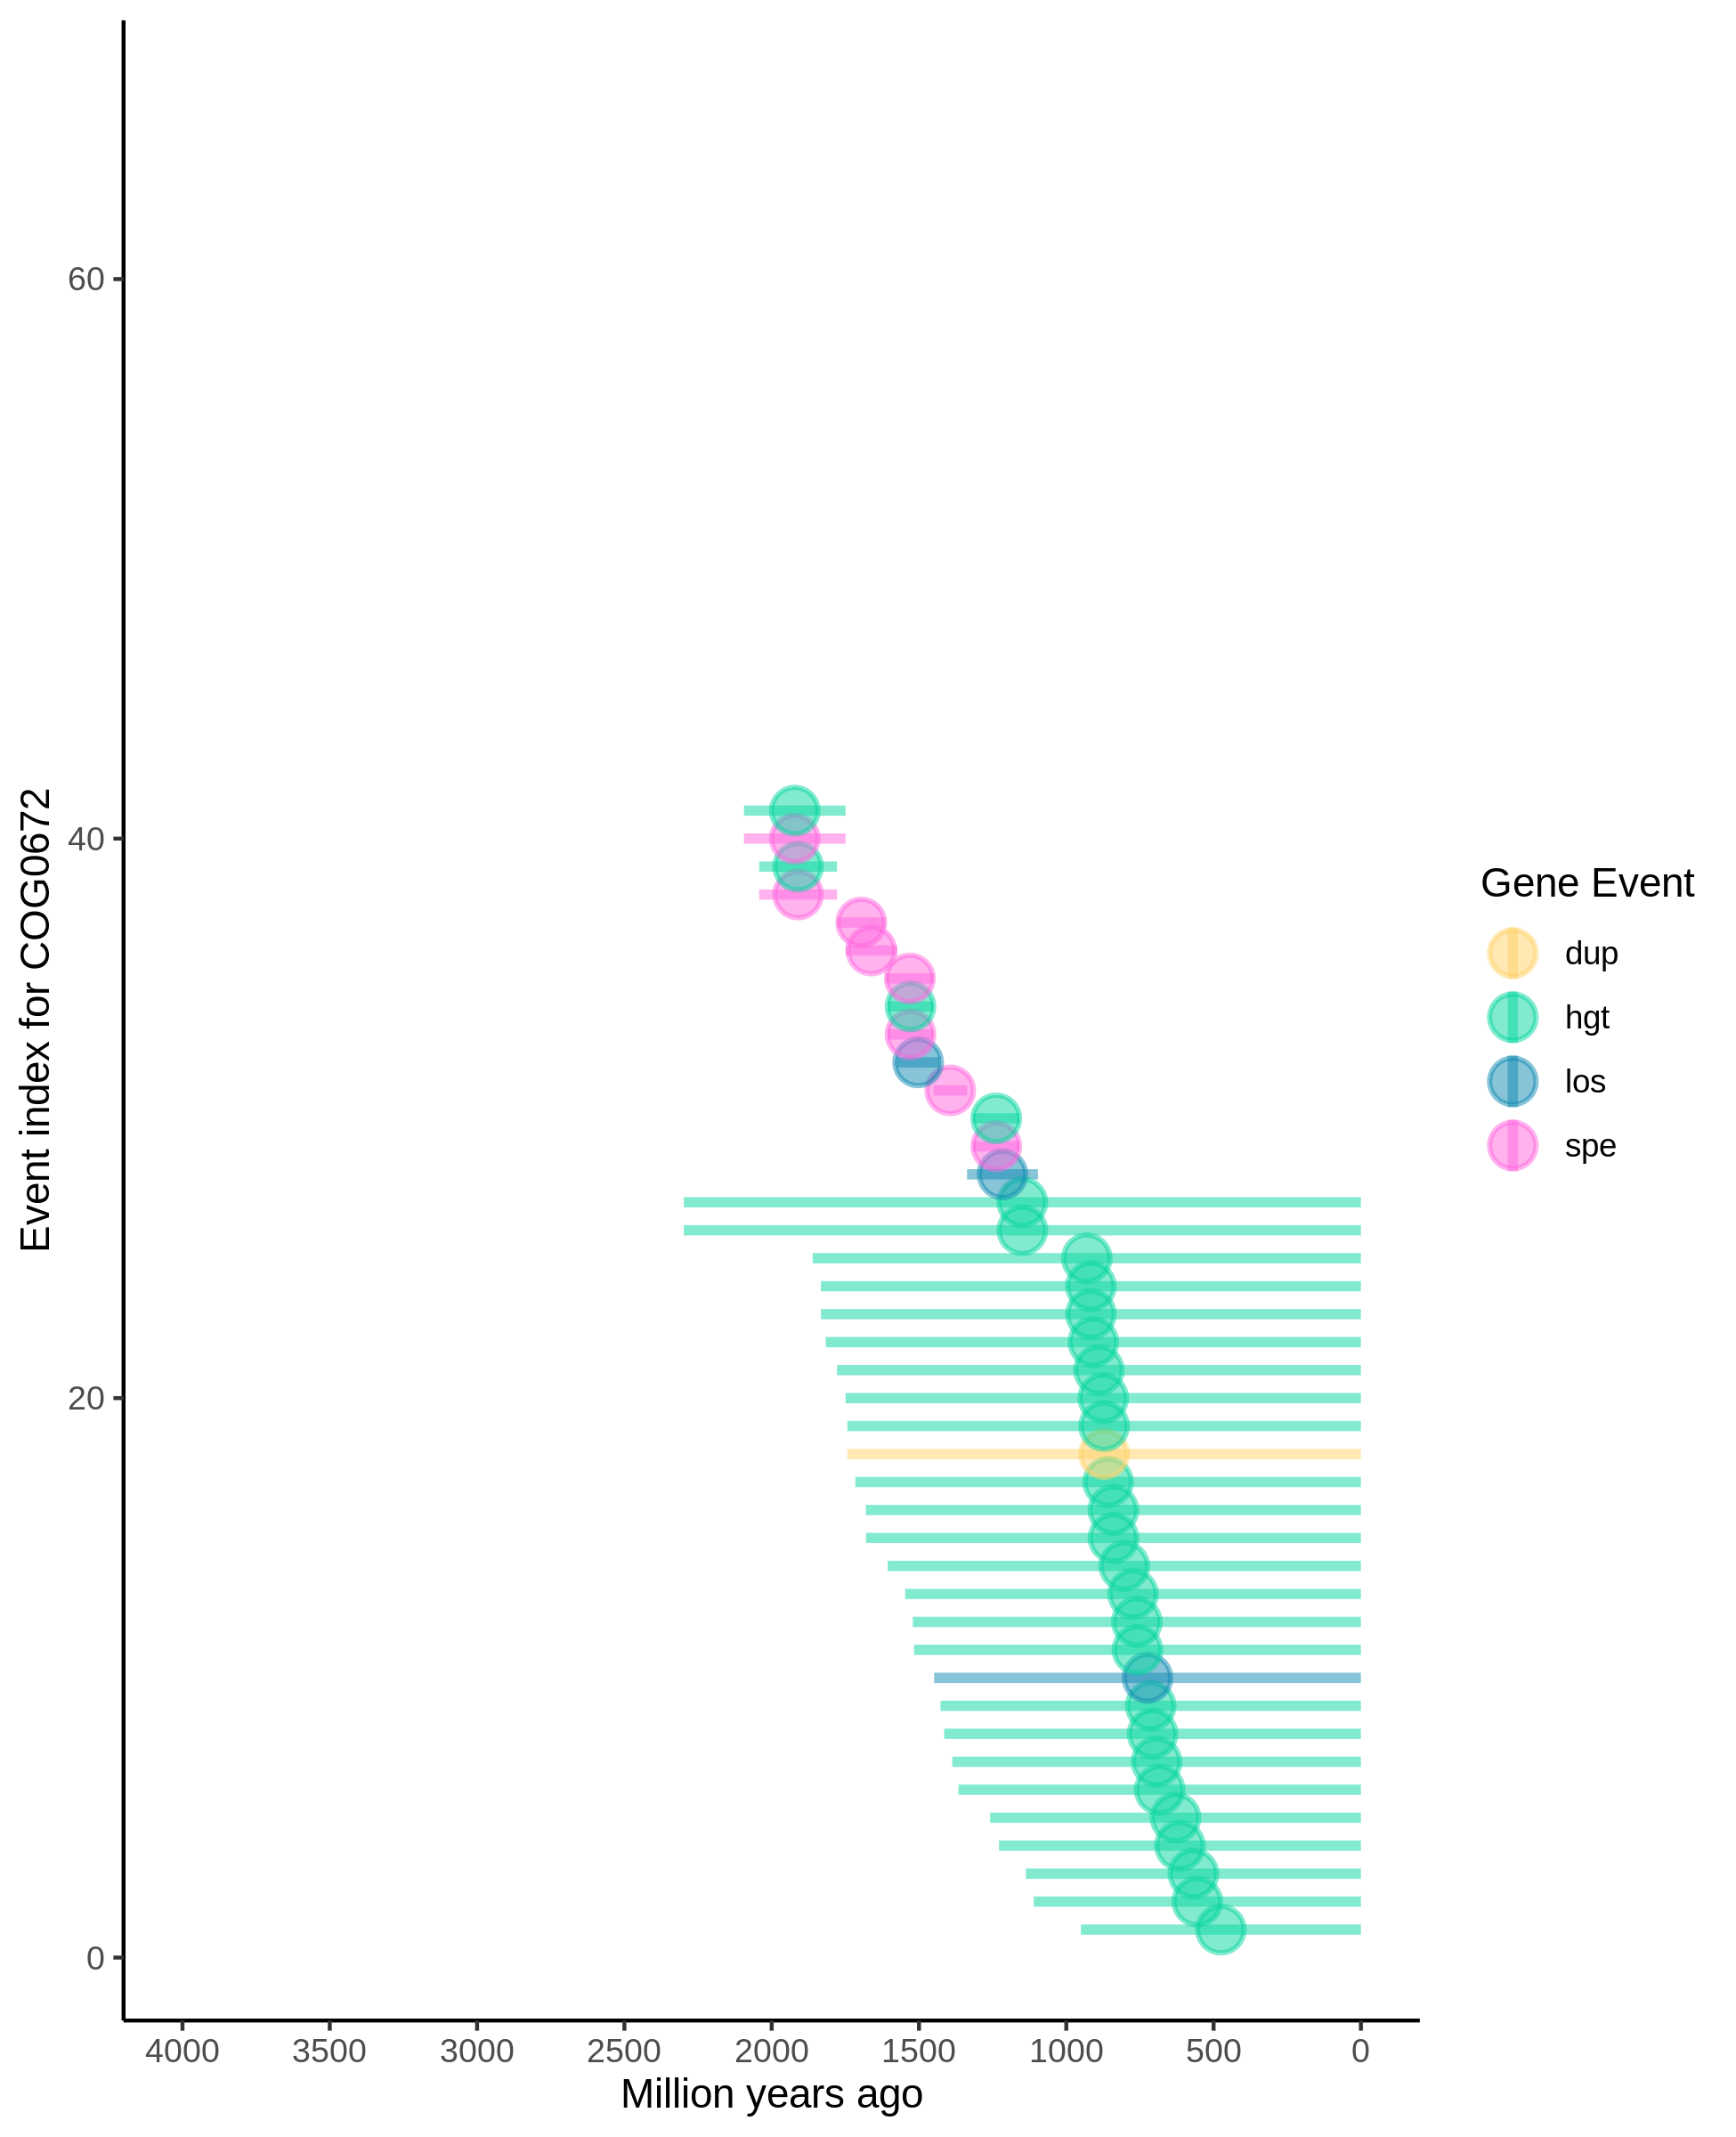 Event index for COG0672
60
40
20
0
4000 3500 3000 2500 2000 1500 1000 500 0
Million years ago
Gene Event
dup
hgt
los
spe